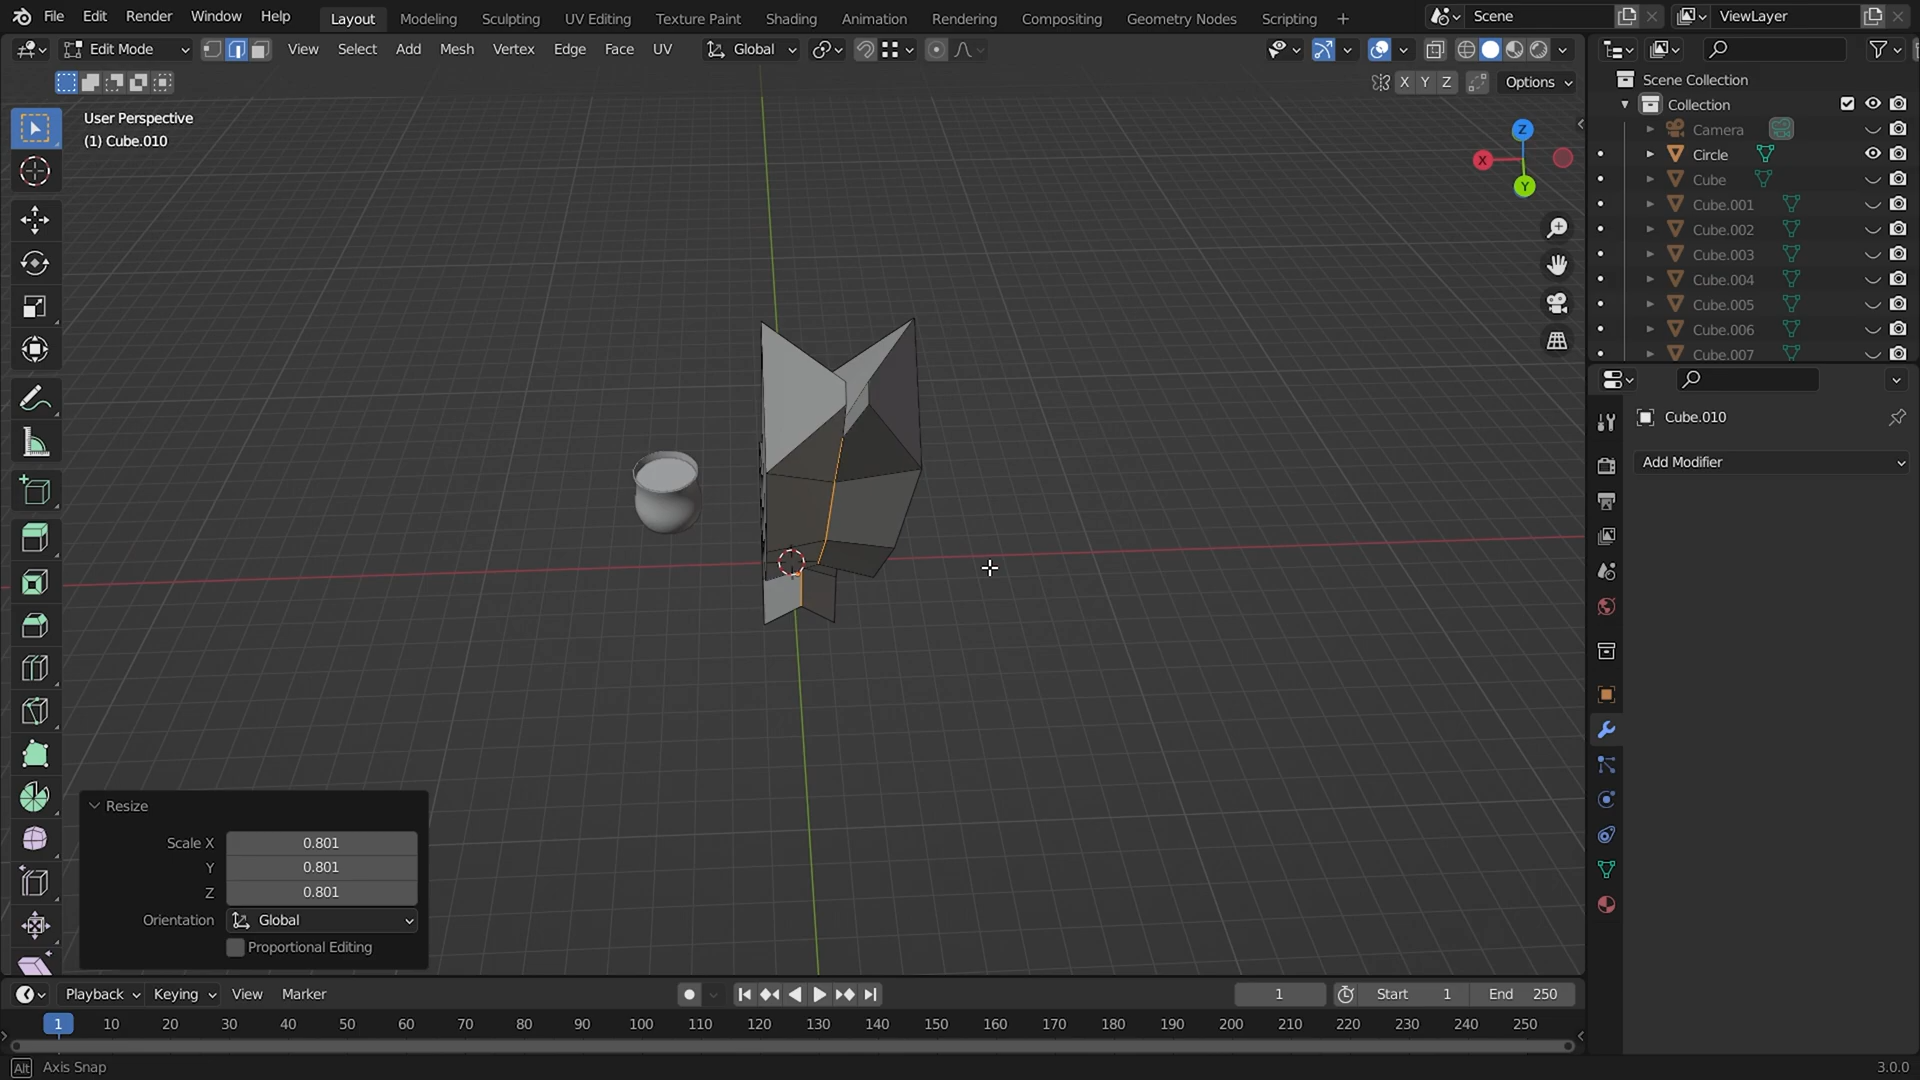 File Edit Render Window Help Layout Modeling Sculpting UV Editing Texture Paint Shading Animation Rendering Compositing Geometry Nodes Scripting + Scene ViewLayer
Edit Mode View Select Add Mesh Vertex Edge Face UV Global
X Y Z Options
User Perspective
(1) Cube.010
Z
X
Y
Scene Collection
Collection
Camera
Circle
Cube
Cube.001
Cube.002
Cube.003
Cube.004
Cube.005
Cube.006
Cube.007
Cube.010
Add Modifier
Resize
Scale X 0.801
Y 0.801
Z 0.801
Orientation Global
Proportional Editing
Playback Keying View Marker 1 Start 1 End 250
1 10 20 30 40 50 60 70 80 90 100 110 120 130 140 150 160 170 180 190 200 210 220 230 240 250
Alt Axis Snap 3.0.0